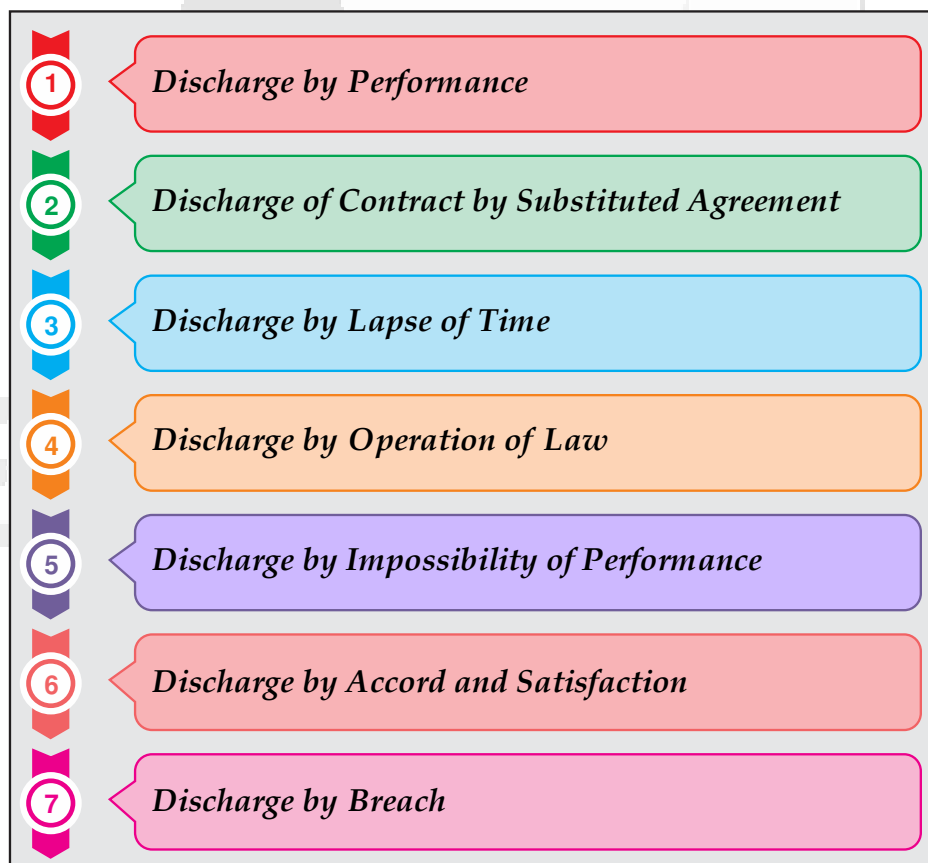 1 Discharge by Performance
2 Discharge of Contract by Substituted Agreement
3 Discharge by Lapse of Time
4 Discharge by Operation of Law
5 Discharge by Impossibility of Performance
6 Discharge by Accord and Satisfaction
7 Discharge by Breach